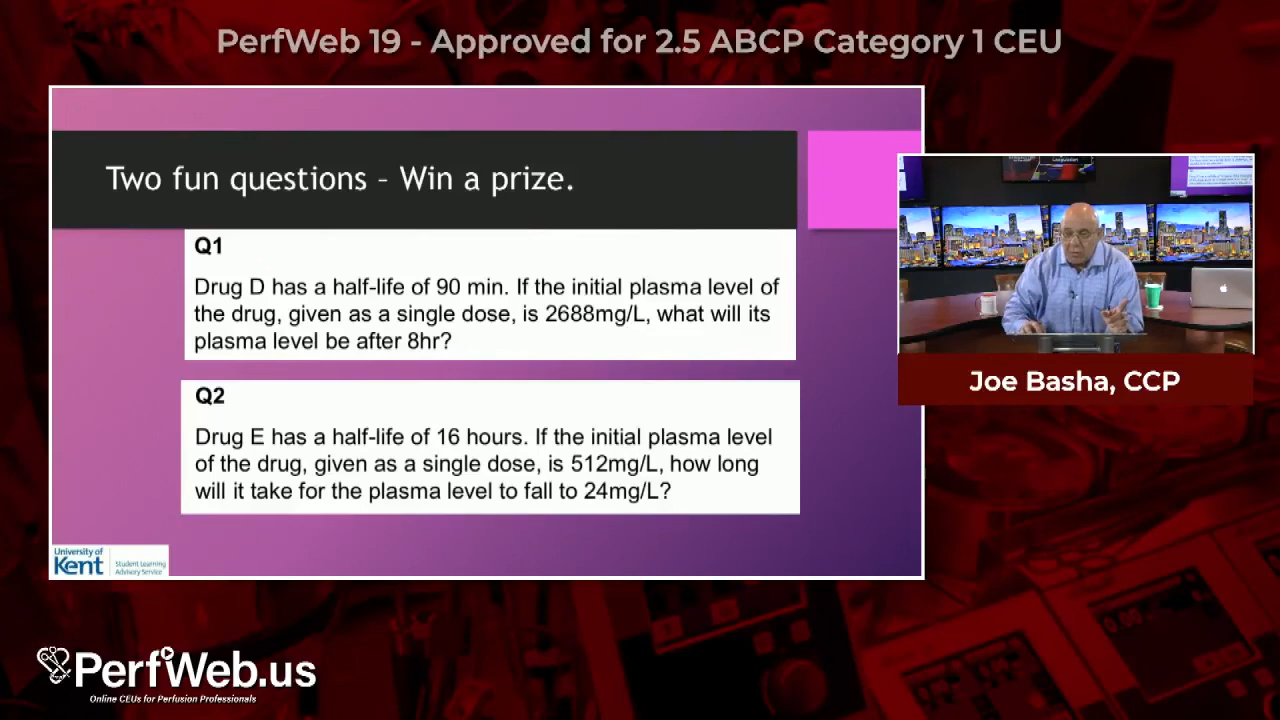 PerfWeb 19 - Approved for 2.5 ABCP Category 1 CEU
Two fun questions – Win a prize.
Q1
Drug D has a half-life of 90 min. If the initial plasma level of
the drug, given as a single dose, is 2688mg/L, what will its
plasma level be after 8hr?
Q2
Drug E has a half-life of 16 hours. If the initial plasma level
of the drug, given as a single dose, is 512mg/L, how long
will it take for the plasma level to fall to 24mg/L?
University of
Kent
Student Learning
Advisory Service
Joe Basha, CCP
PerfWeb.us
Online CEUs for Perfusion Professionals